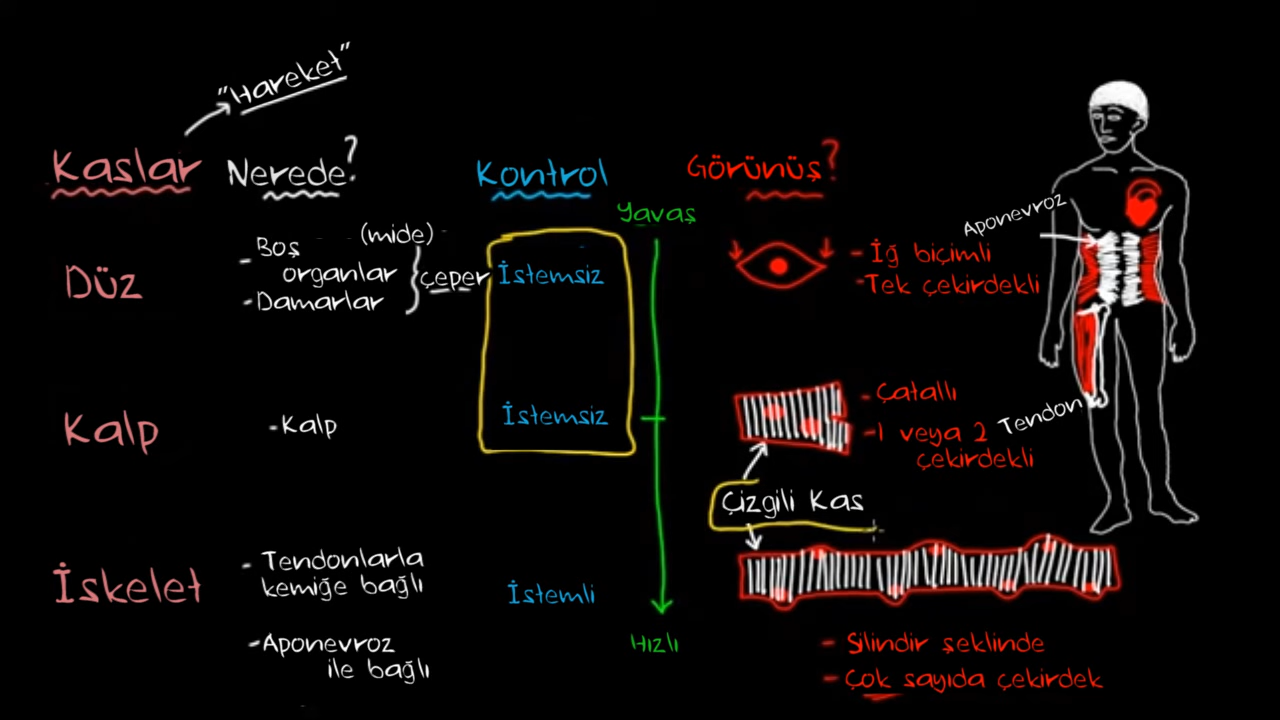 "Hareket"
Kaslar
Nerede?
Kontrol
Görünüş?
Yavaş
Düz
- Boş (mide)
organlar
- Damarlar
çeper
İstemsiz
- İğ biçimli
- Tek çekirdekli
Aponevroz
Kalp
- Kalp
İstemsiz
- Çatallı
- 1 veya 2
çekirdekli
Tendon
Çizgili Kas
İskelet
- Tendonlarla
kemiğe bağlı
- Aponevroz
ile bağlı
İstemli
Hızlı
- Silindir şeklinde
- Çok sayıda çekirdek